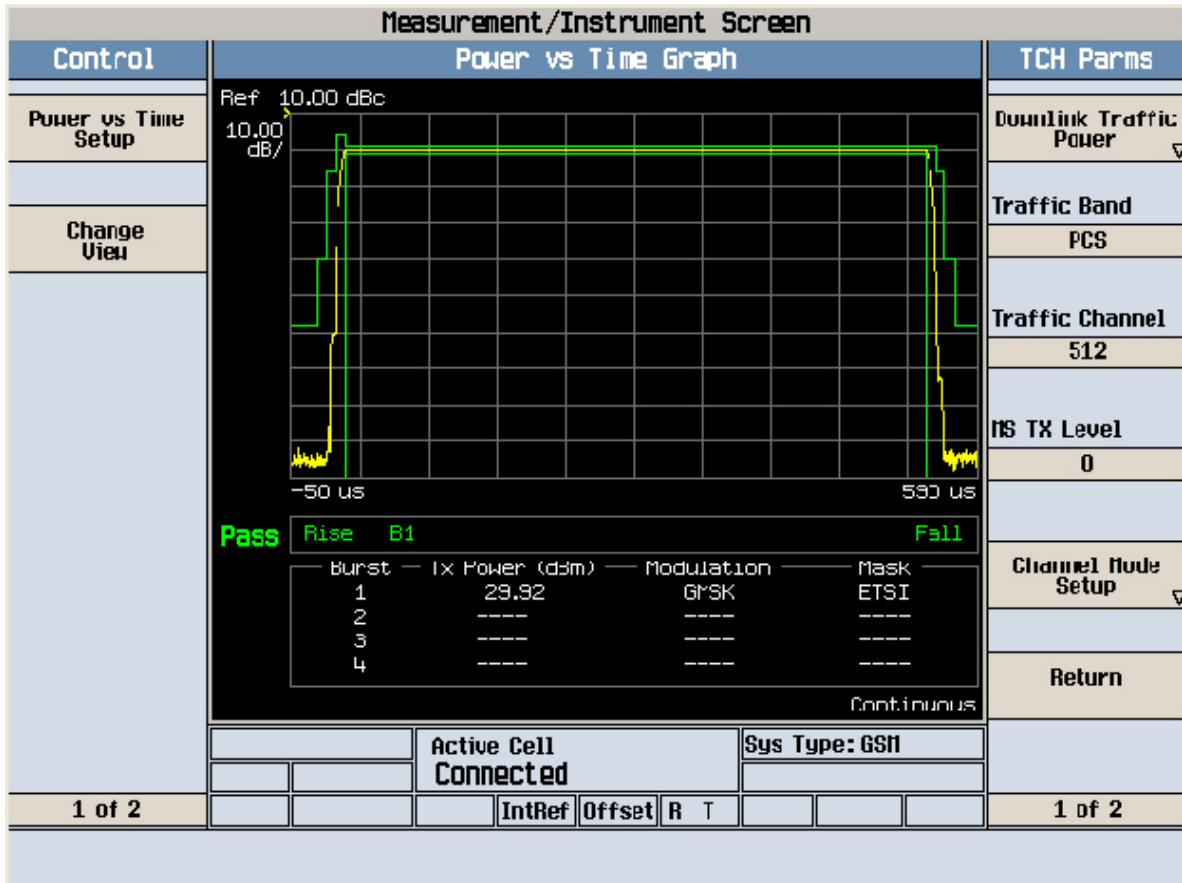 Measurement/Instrument Screen
Control
Power vs Time Graph
TCH Parms
Power vs Time
Setup
Change
View
1 of 2
Ref 10.00 dBc
10.00
dB/
-50 us
590 us
Pass
Rise B1 Fall
Burst Tx Power (dBm) Modulation Mask
1 29.92 GMSK ETSI
2 ---- ---- ----
3 ---- ---- ----
4 ---- ---- ----
Continuous
Active Cell
Connected
Sys Type: GSM
IntRef Offset R T
Downlink Traffic
Power
Traffic Band
PCS
Traffic Channel
512
MS TX Level
0
Channel Mode
Setup
Return
1 of 2